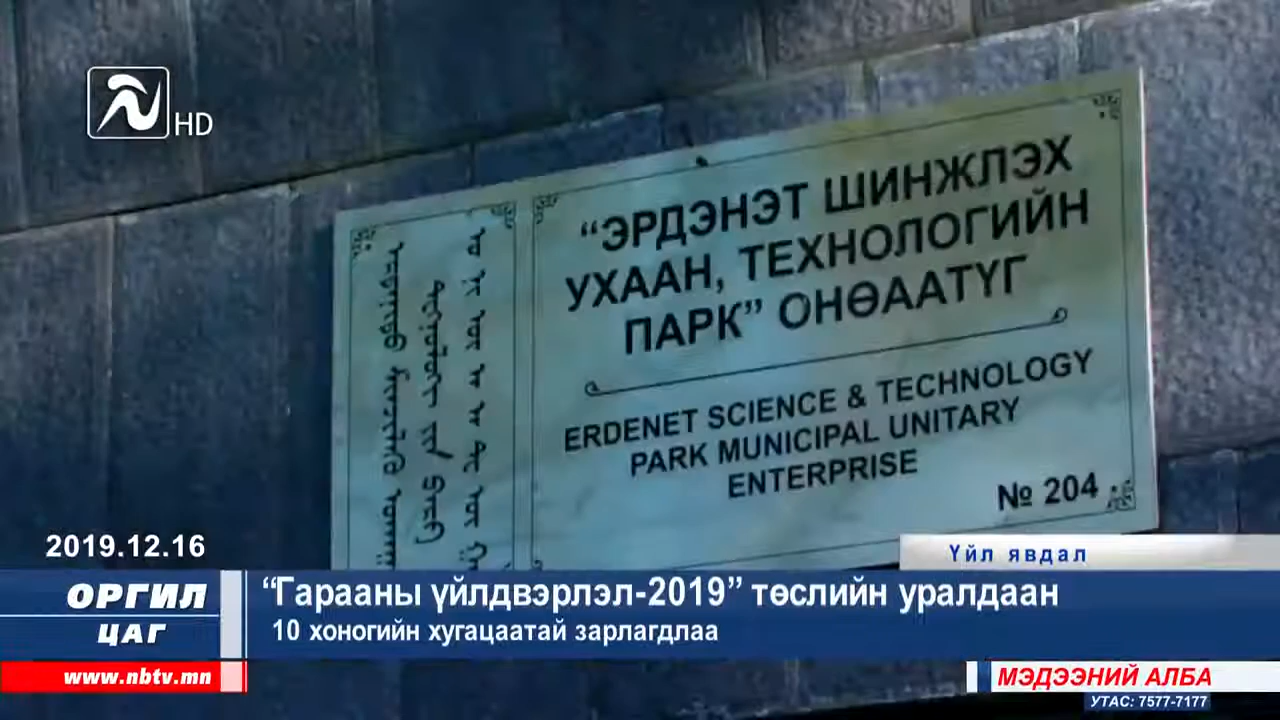 HD
“ЭРДЭНЭТ ШИНЖЛЭХ
УХААН, ТЕХНОЛОГИЙН
ПАРК” ОНӨААТҮГ
ERDENET SCIENCE & TECHNOLOGY
PARK MUNICIPAL UNITARY
ENTERPRISE
№ 204
2019.12.16
Үйл явдал
ОРГИЛ
ЦАГ
“Гарааны үйлдвэрлэл-2019” төслийн уралдаан
10 хоногийн хугацаатай зарлагдлаа
www.nbtv.mn
МЭДЭЭНИЙ АЛБА
УТАС: 7577-7177